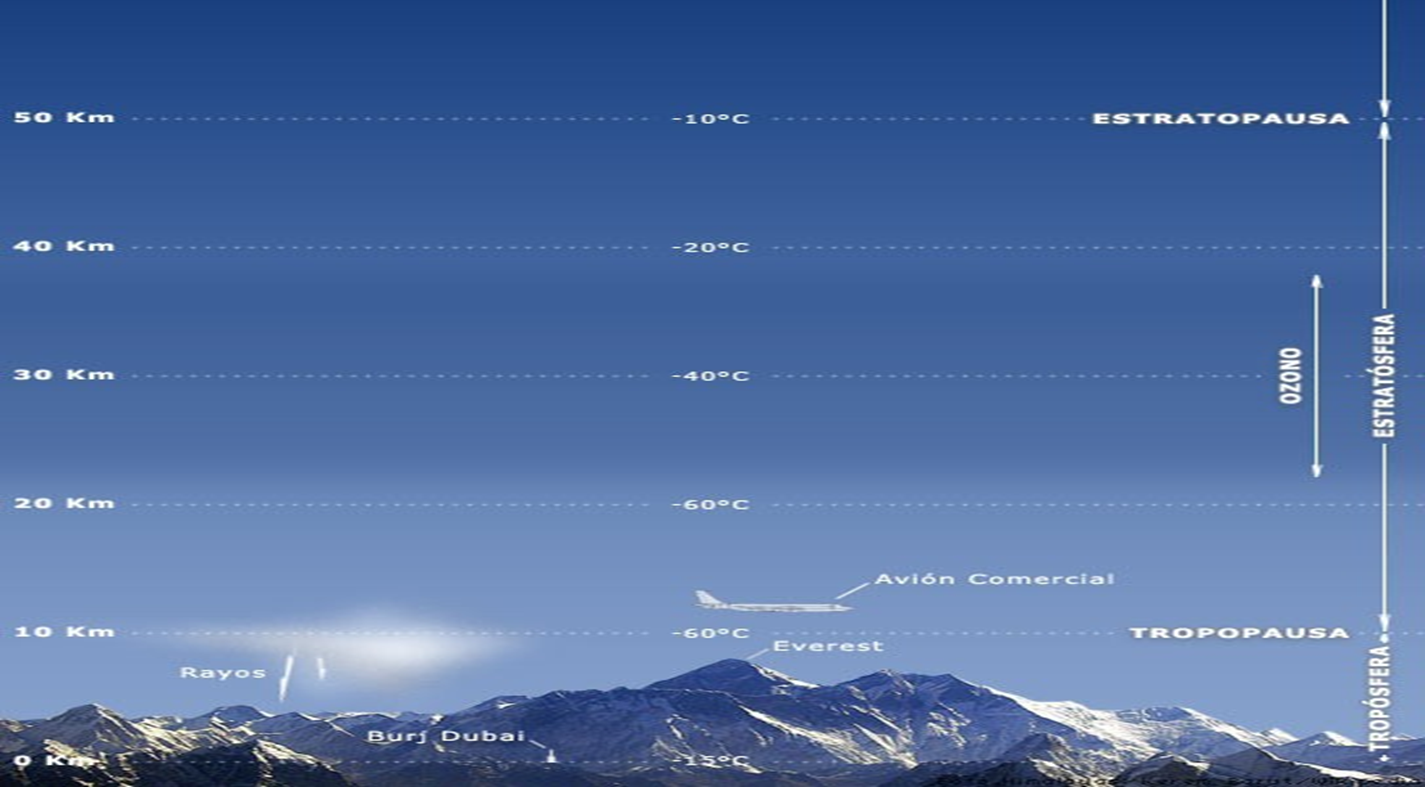 50 Km -10°C ESTRATOPAUSA
40 Km -20°C
OZONO
ESTRATÓSFERA
30 Km -40°C
20 Km -60°C
Avión Comercial
10 Km -60°C TROPOPAUSA
Everest
Rayos
TROPÓSFERA
Burj Dubai
0 Km -15°C